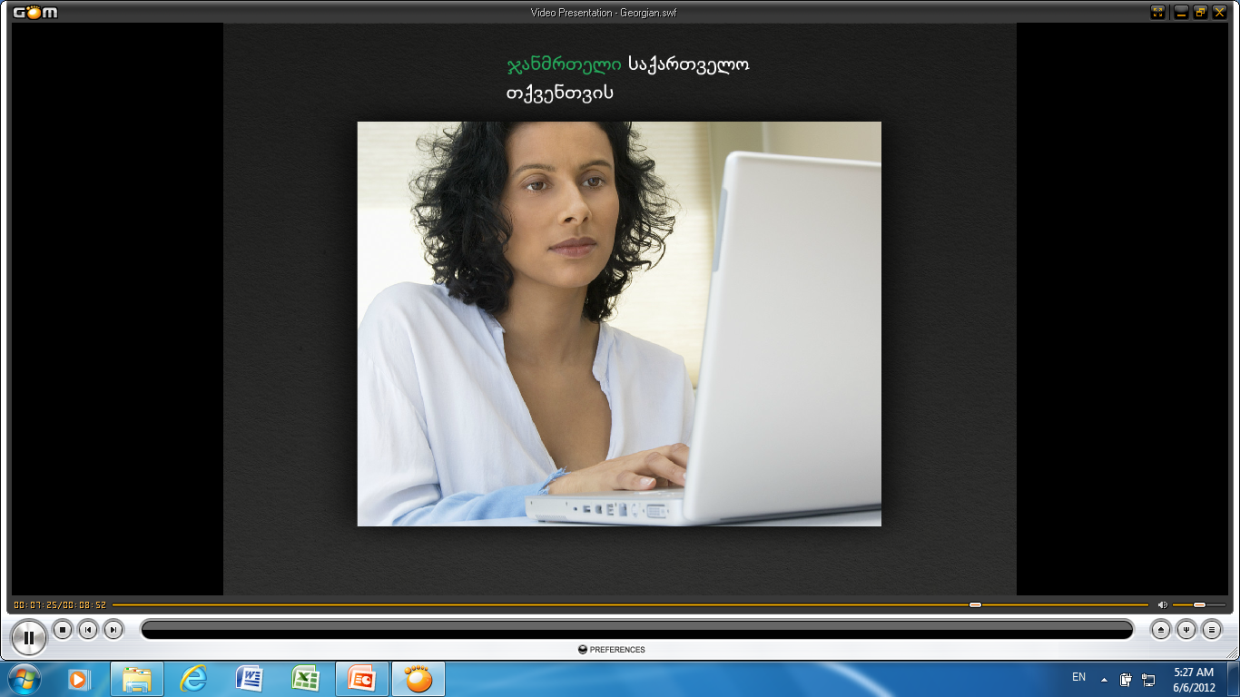 GOM
Video Presentation - Georgian.swf
ჯანმრთელი საქართველო
თქვენთვის
00:07:25/00:08:52
PREFERENCES
EN
5:27 AM
6/6/2012